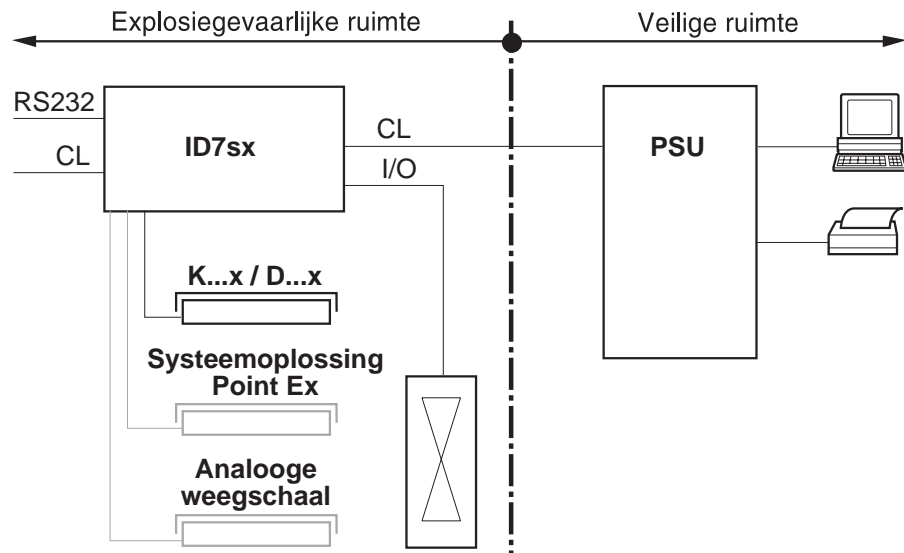 Explosiegevaarlijke ruimte
Veilige ruimte
RS232
CL
ID7sx
CL
I/O
PSU
K...x / D...x
Systeemoplossing
Point Ex
Analooge
weegschaal